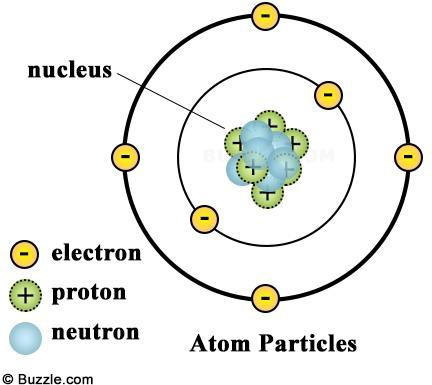 nucleus
electron
proton
neutron
Atom Particles
© Buzzle.com